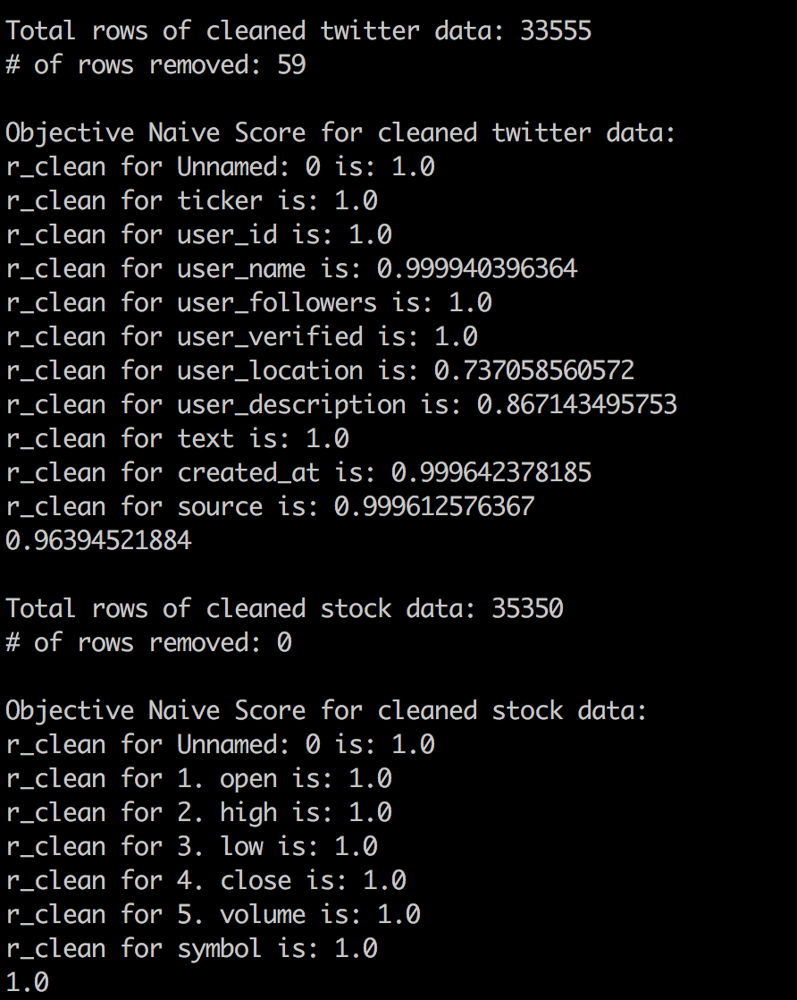 Total rows of cleaned twitter data: 33555
# of rows removed: 59
Objective Naive Score for cleaned twitter data:
r_clean for Unnamed: 0 is: 1.0
r_clean for ticker is: 1.0
r_clean for user_id is: 1.0
r_clean for user_name is: 0.999940396364
r_clean for user_followers is: 1.0
r_clean for user_verified is: 1.0
r_clean for user_location is: 0.737058560572
r_clean for user_description is: 0.867143495753
r_clean for text is: 1.0
r_clean for created_at is: 0.999642378185
r_clean for source is: 0.999612576367
0.96394521884
Total rows of cleaned stock data: 35350
# of rows removed: 0
Objective Naive Score for cleaned stock data:
r_clean for Unnamed: 0 is: 1.0
r_clean for 1. open is: 1.0
r_clean for 2. high is: 1.0
r_clean for 3. low is: 1.0
r_clean for 4. close is: 1.0
r_clean for 5. volume is: 1.0
r_clean for symbol is: 1.0
1.0